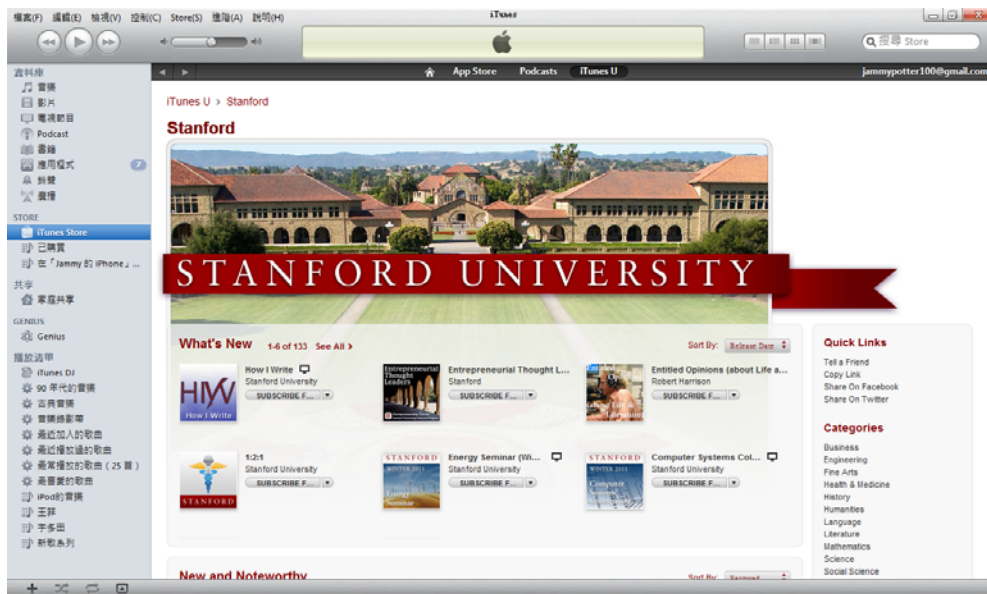 檔案(F) 編輯(E) 檢視(V) 控制(C) Store(S) 進階(A) 說明(H)
iTunes
搜尋 Store
App Store Podcasts iTunes U
jammypotter100@gmail.com
資料庫
音樂
影片
電視節目
Podcast
書籍
應用程式 7
鈴聲
廣播
STORE
iTunes Store
已購買
在「Jammy 的 iPhone」...
共享
家庭共享
GENIUS
Genius
播放清單
iTunes DJ
90 年代的音樂
古典音樂
音樂錄影帶
最近加入的歌曲
最近播放過的歌曲
最常播放的歌曲（25 首）
最喜愛的歌曲
iPod的音樂
王菲
宇多田
新歌系列
iTunes U › Stanford
Stanford
STANFORD UNIVERSITY
What's New 1-6 of 133 See All ›
Sort By: Release Date
HIW
How I Write
How I Write
Stanford University
SUBSCRIBE F...
Entrepreneurial
Thought
Leaders
Entrepreneurial Thought L...
Stanford
SUBSCRIBE F...
Entitled Opinions (about Life a...
Robert Harrison
SUBSCRIBE F...
STANFORD
1:2:1
Stanford University
SUBSCRIBE F...
STANFORD
WINTER 2011
Energy
Seminar
Energy Seminar (Wi...
Stanford University
SUBSCRIBE F...
STANFORD
WINTER 2011
Computer
Systems
Computer Systems Col...
Stanford University
SUBSCRIBE F...
New and Noteworthy
Sort By:
Quick Links
Tell a Friend
Copy Link
Share On Facebook
Share On Twitter
Categories
Business
Engineering
Fine Arts
Health & Medicine
History
Humanities
Language
Literature
Mathematics
Science
Social Science